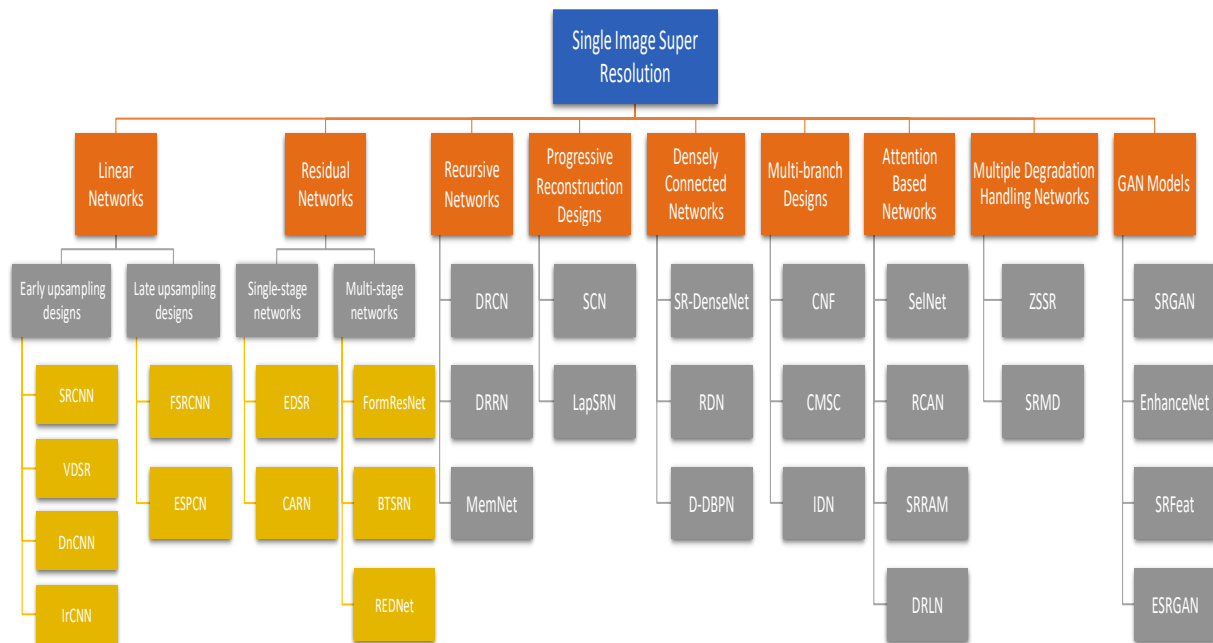 Single Image Super
Resolution
Linear
Networks
Residual
Networks
Recursive
Networks
Progressive
Reconstruction
Designs
Densely
Connected
Networks
Multi-branch
Designs
Attention
Based
Networks
Multiple Degradation
Handling Networks
GAN Models
Early upsampling
designs
Late upsampling
designs
Single-stage
networks
Multi-stage
networks
DRCN
SCN
SR-DenseNet
CNF
SelNet
ZSSR
SRGAN
SRCNN
FSRCNN
EDSR
FormResNet
DRRN
LapSRN
RDN
CMSC
RCAN
SRMD
EnhanceNet
VDSR
ESPCN
CARN
BTSRN
MemNet
D-DBPN
IDN
SRRAM
SRFeat
DnCNN
IrCNN
REDNet
DRLN
ESRGAN